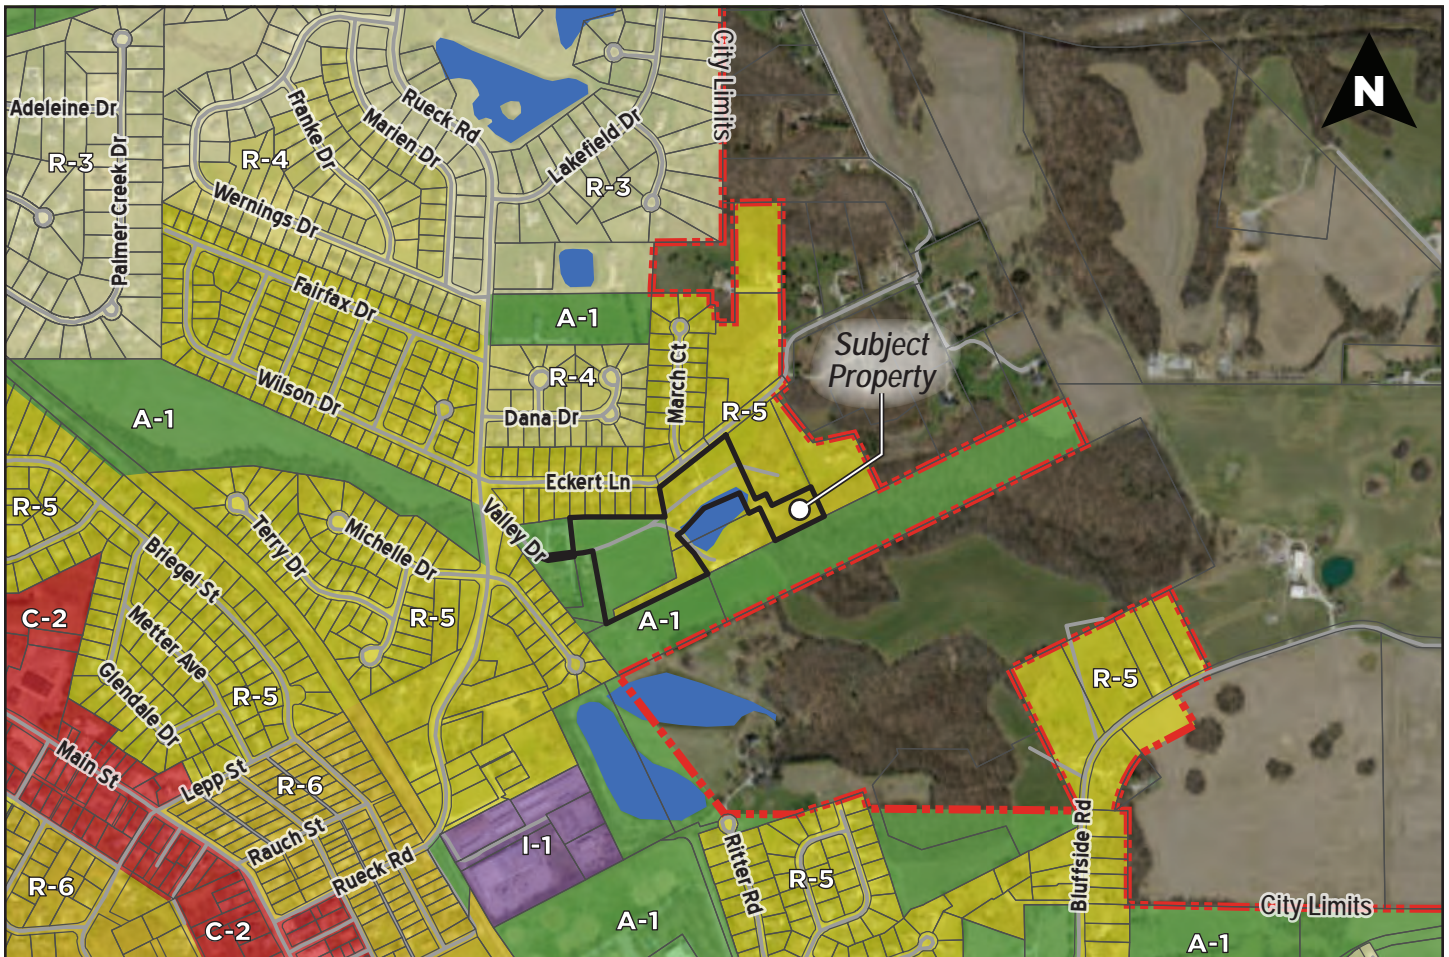 City Limits
N
Adeleine Dr
R-3
Palmer Creek Dr
R-4
Franke Dr
Marien Dr
Rueck Rd
Lakefield Dr
R-3
Wernings Dr
Fairfax Dr
A-1
Subject
Property
Wilson Dr
R-4
March Ct
Dana Dr
R-5
A-1
Eckert Ln
R-5
Valley Dr
Terry Dr
Michelle Dr
Briegel St
C-2
Metter Ave
R-5
A-1
Glendale Dr
R-5
R-5
Main St
Lepp St
R-6
Rauch St
Rueck Rd
I-1
R-6
C-2
A-1
Ritter Rd
R-5
Bluffside Rd
City Limits
A-1